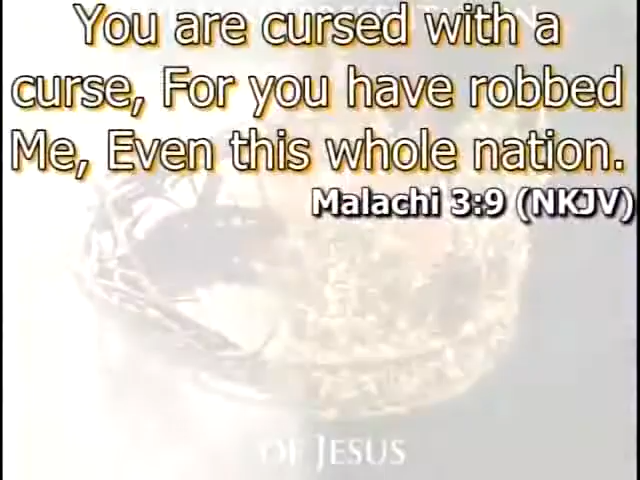 You are cursed with a
curse, For you have robbed
Me, Even this whole nation.
Malachi 3:9 (NKJV)
OF JESUS